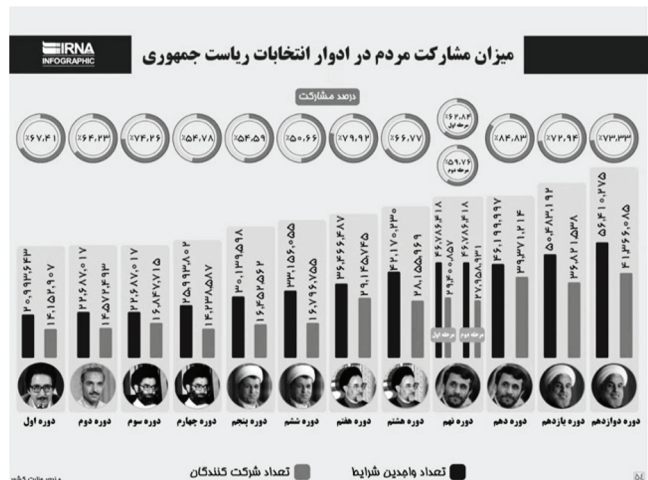 IRNA
INFOGRAPHIC
میزان مشارکت مردم در ادوار انتخابات ریاست جمهوری
درصد مشارکت
٪۶۷,۴۱
٪۶۴,۲۳
٪۷۴,۲۶
٪۵۴,۷۸
٪۵۴,۵۹
٪۵۰,۶۶
٪۷۹,۹۲
٪۶۶,۷۷
٪۶۲,۸۴
مرحله اول
٪۵۹,۷۶
مرحله دوم
٪۸۴,۸۳
٪۷۲,۹۴
٪۷۳,۳۳
۲۰,۹۹۳,۶۴۳
۱۴,۱۵۲,۹۰۷
۲۲,۶۸۷,۰۱۷
۱۴,۵۷۲,۴۹۳
۲۲,۶۸۷,۰۱۷
۱۶,۸۴۷,۷۱۵
۲۵,۹۹۳,۸۰۲
۱۴,۲۳۸,۵۸۷
۳۰,۱۳۹,۵۹۸
۱۶,۴۵۲,۵۶۲
۳۳,۱۵۶,۰۵۵
۱۶,۷۹۶,۷۵۵
۳۶,۴۶۶,۴۸۷
۲۹,۱۴۵,۷۴۵
۴۲,۱۷۰,۲۳۰
۲۸,۱۵۵,۹۶۹
۴۶,۷۸۶,۴۱۸
۲۹,۴۰۰,۸۵۷
مرحله اول
۴۶,۷۸۶,۴۱۸
۲۷,۹۵۸,۹۳۱
مرحله دوم
۴۶,۱۹۹,۹۹۷
۳۹,۳۷۱,۲۱۴
۵۰,۴۸۳,۱۹۲
۳۶,۸۲۱,۵۳۸
۵۶,۴۱۰,۲۷۵
۴۱,۳۶۶,۰۸۵
دوره اول
دوره دوم
دوره سوم
دوره چهارم
دوره پنجم
دوره ششم
دوره هفتم
دوره هشتم
دوره نهم
دوره دهم
دوره یازدهم
دوره دوازدهم
تعداد واجدین شرایط
تعداد شرکت کنندگان
۵۴